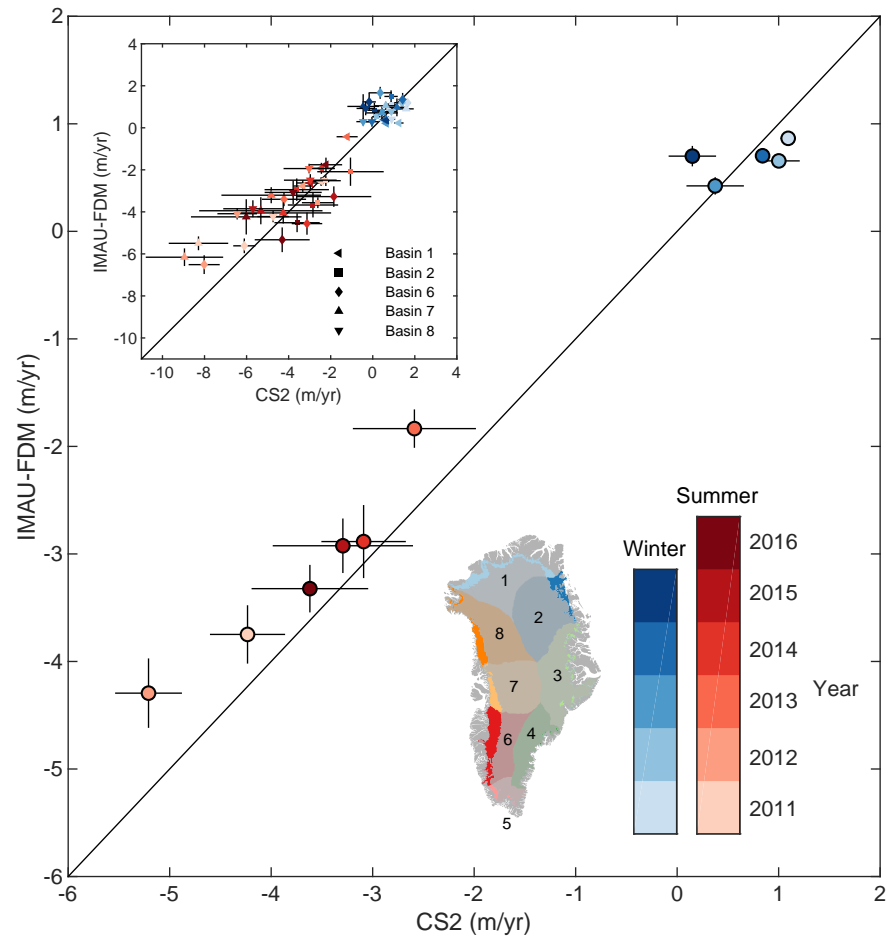 2
1
0
-1
-2
-3
-4
-5
-6
IMAU-FDM (m/yr)
-6 -5 -4 -3 -2 -1 0 1 2
CS2 (m/yr)
4
2
0
-2
-4
-6
-8
-10
IMAU-FDM (m/yr)
-10 -8 -6 -4 -2 0 2 4
CS2 (m/yr)
Basin 1
Basin 2
Basin 6
Basin 7
Basin 8
1
2
8
3
7
6
4
5
Summer
Winter
2016
2015
2014
2013
2012
2011
Year